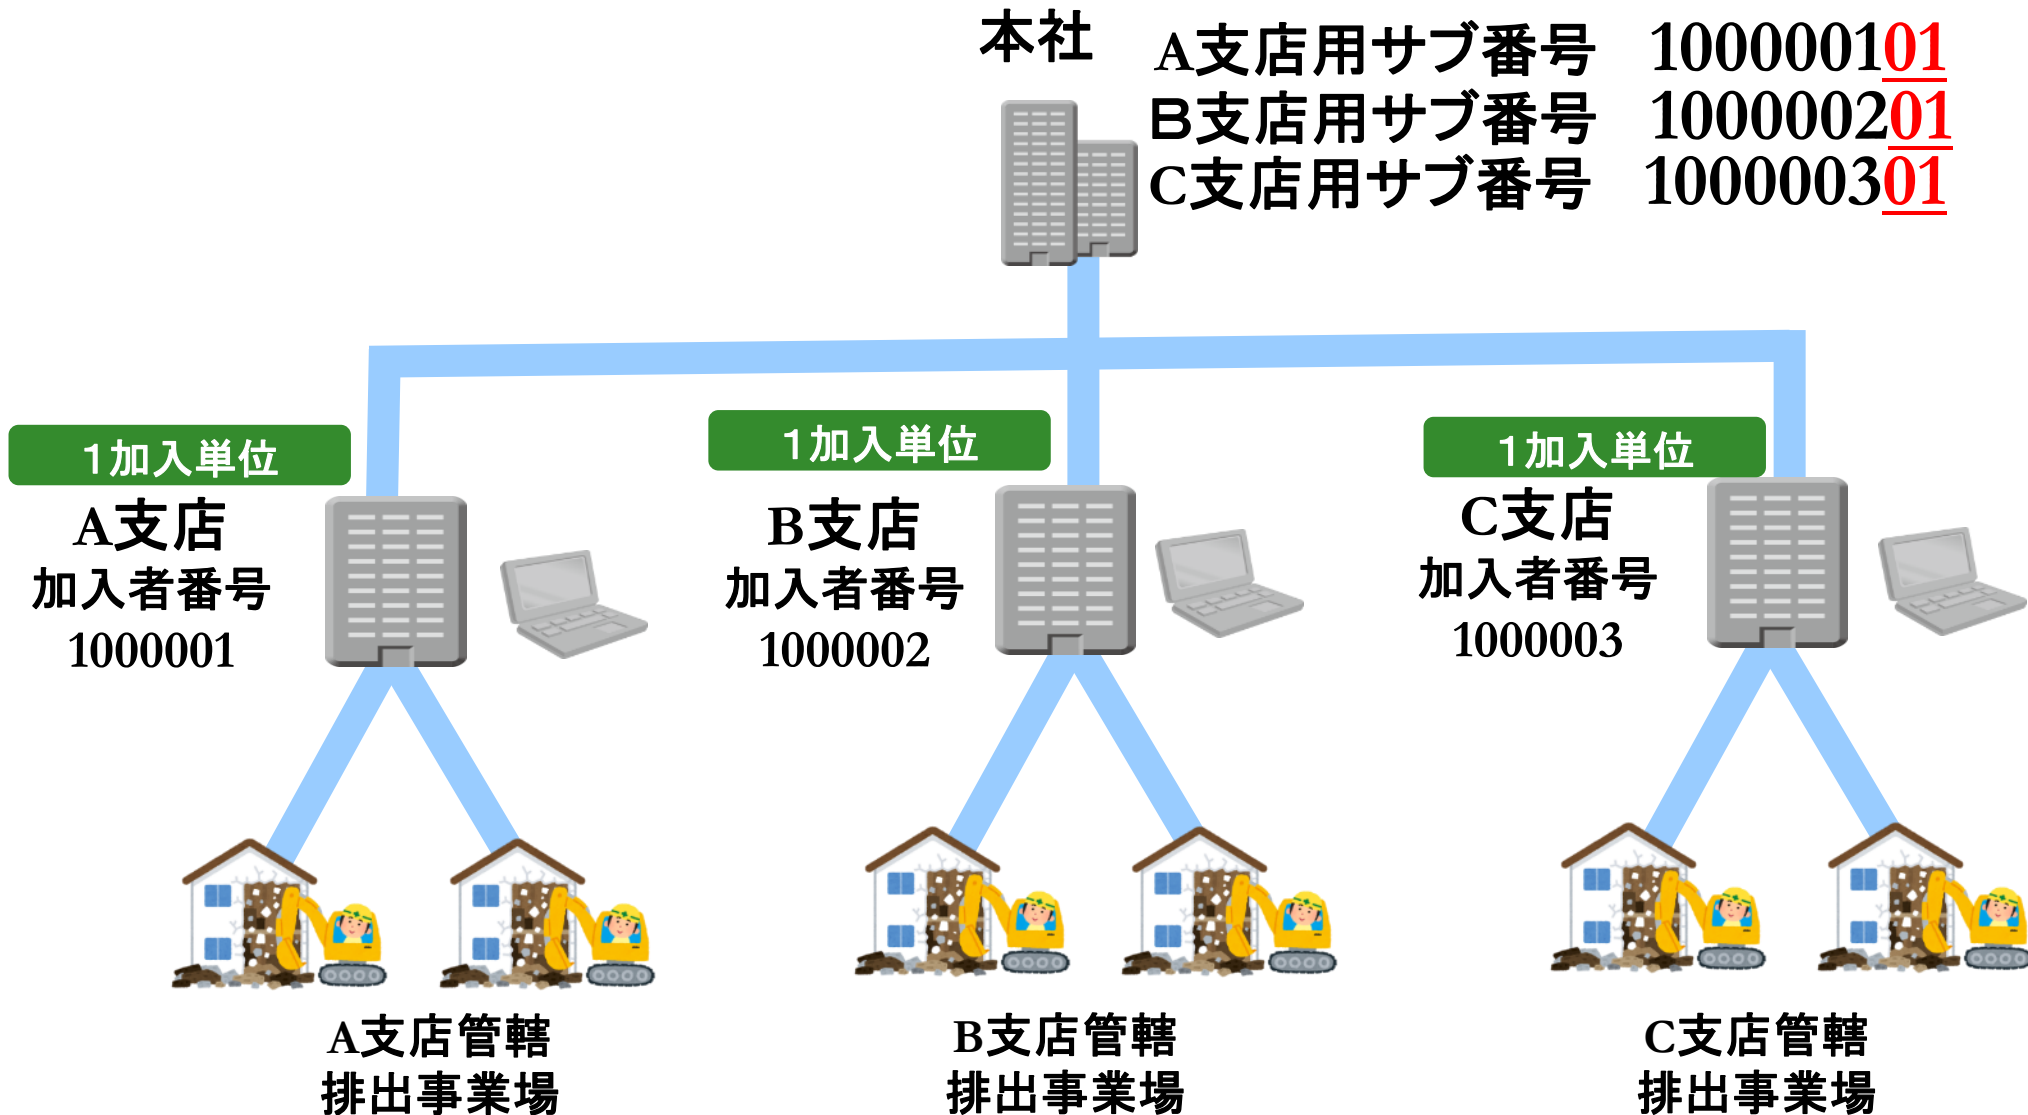 本社
A支店用サブ番号 100000101
B支店用サブ番号 100000201
C支店用サブ番号 100000301
1加入単位
A支店
加入者番号
1000001
1加入単位
B支店
加入者番号
1000002
1加入単位
C支店
加入者番号
1000003
A支店管轄
排出事業場
B支店管轄
排出事業場
C支店管轄
排出事業場